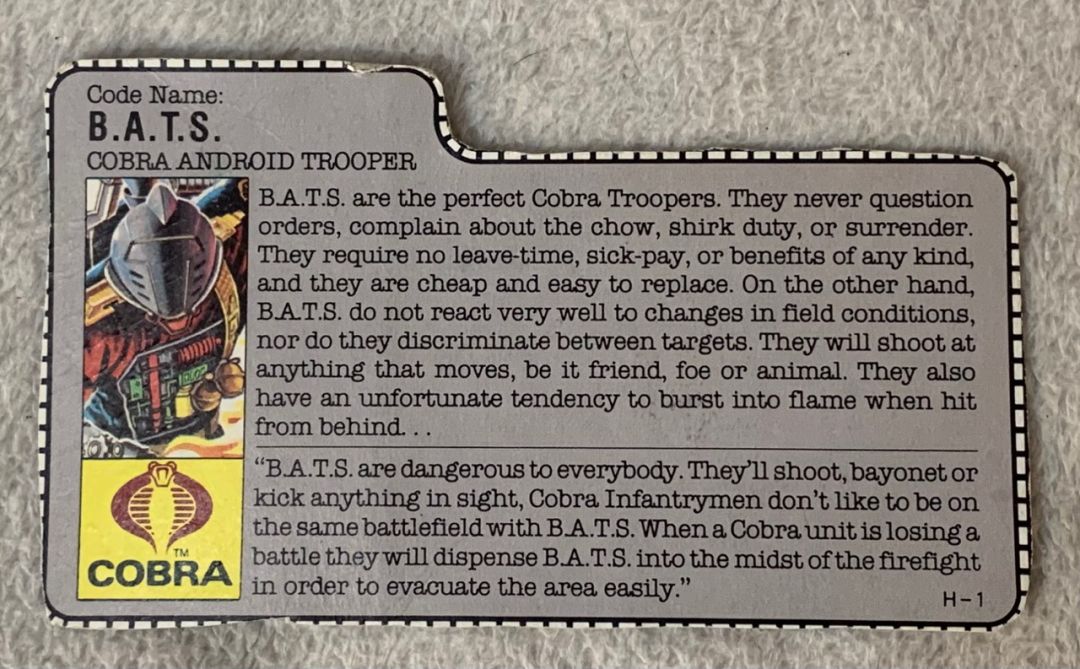 Code Name:
B.A.T.S.
COBRA ANDROID TROOPER
B.A.T.S. are the perfect Cobra Troopers. They never question
orders, complain about the chow, shirk duty, or surrender.
They require no leave-time, sick-pay, or benefits of any kind,
and they are cheap and easy to replace. On the other hand,
B.A.T.S. do not react very well to changes in field conditions,
nor do they discriminate between targets. They will shoot at
anything that moves, be it friend, foe or animal. They also
have an unfortunate tendency to burst into flame when hit
from behind. . .
"B.A.T.S. are dangerous to everybody. They'll shoot, bayonet or
kick anything in sight, Cobra Infantrymen don't like to be on
the same battlefield with B.A.T.S. When a Cobra unit is losing a
battle they will dispense B.A.T.S. into the midst of the firefight
in order to evacuate the area easily."
TM
COBRA
H-1